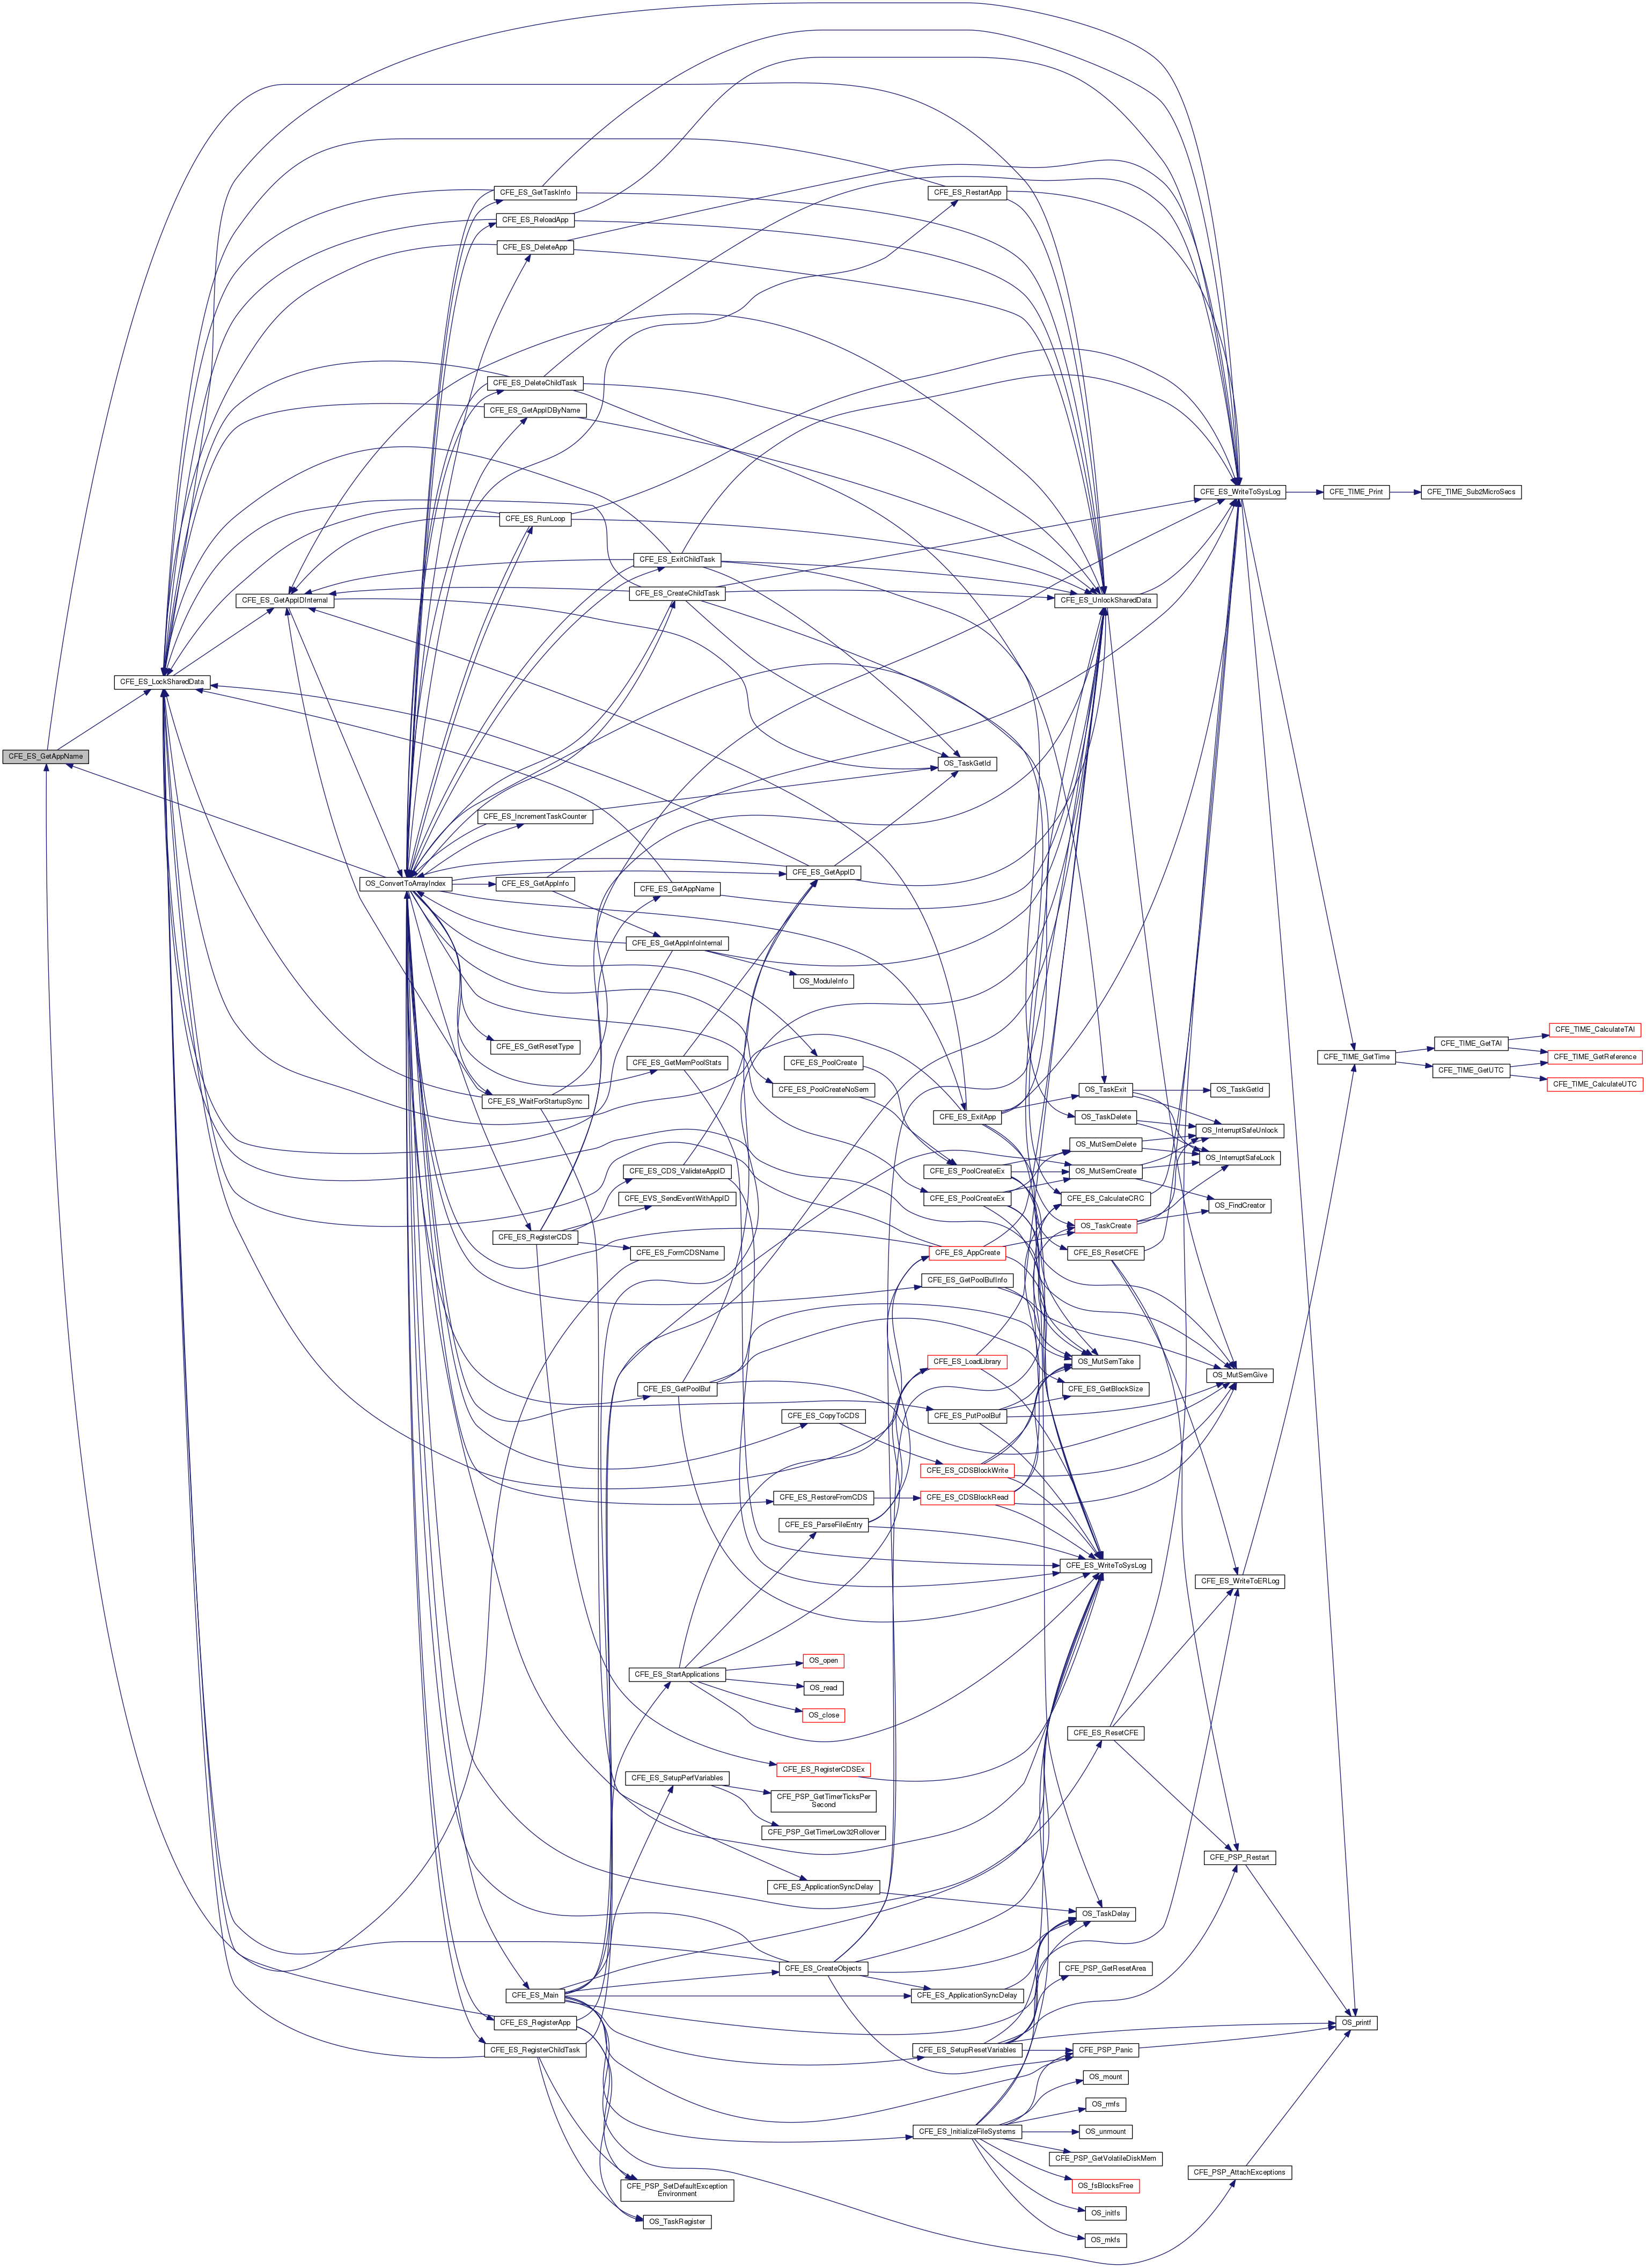 CFE_ES_GetTaskInfo
CFE_ES_RestartApp
CFE_ES_ReloadApp
CFE_ES_DeleteApp
CFE_ES_DeleteChildTask
CFE_ES_GetAppIDByName
CFE_ES_WriteToSysLog
CFE_TIME_Print
CFE_TIME_Sub2MicroSecs
CFE_ES_RunLoop
CFE_ES_ExitChildTask
CFE_ES_CreateChildTask
CFE_ES_GetAppIDInternal
CFE_ES_UnlockSharedData
CFE_ES_LockSharedData
CFE_ES_GetAppName
OS_TaskGetId
CFE_ES_IncrementTaskCounter
CFE_ES_GetAppID
OS_ConvertToArrayIndex
CFE_ES_GetAppInfo
CFE_ES_GetAppName
CFE_ES_GetAppInfoInternal
OS_ModuleInfo
CFE_TIME_CalculateTAI
CFE_ES_GetResetType
CFE_TIME_GetTAI
CFE_TIME_GetTime
CFE_TIME_GetReference
CFE_ES_GetMemPoolStats
CFE_ES_PoolCreate
CFE_TIME_GetUTC
CFE_TIME_CalculateUTC
CFE_ES_PoolCreateNoSem
OS_TaskExit
OS_TaskGetId
CFE_ES_WaitForStartupSync
CFE_ES_ExitApp
OS_TaskDelete
OS_InterruptSafeUnlock
OS_MutSemDelete
OS_InterruptSafeLock
CFE_ES_CDS_ValidateAppID
CFE_ES_PoolCreateEx
OS_MutSemCreate
CFE_EVS_SendEventWithAppID
CFE_ES_PoolCreateEx
CFE_ES_CalculateCRC
OS_FindCreator
OS_TaskCreate
CFE_ES_RegisterCDS
CFE_ES_FormCDSName
CFE_ES_AppCreate
CFE_ES_ResetCFE
CFE_ES_GetPoolBufInfo
CFE_ES_LoadLibrary
OS_MutSemTake
OS_MutSemGive
CFE_ES_GetPoolBuf
CFE_ES_GetBlockSize
CFE_ES_CopyToCDS
CFE_ES_PutPoolBuf
CFE_ES_CDSBlockWrite
CFE_ES_RestoreFromCDS
CFE_ES_CDSBlockRead
CFE_ES_ParseFileEntry
CFE_ES_WriteToSysLog
CFE_ES_WriteToERLog
OS_open
CFE_ES_StartApplications
OS_read
OS_close
CFE_ES_ResetCFE
CFE_ES_RegisterCDSEx
CFE_ES_SetupPerfVariables
CFE_PSP_GetTimerTicksPer
Second
CFE_PSP_GetTimerLow32Rollover
CFE_PSP_Restart
CFE_ES_ApplicationSyncDelay
OS_TaskDelay
CFE_ES_CreateObjects
CFE_PSP_GetResetArea
CFE_ES_Main
CFE_ES_ApplicationSyncDelay
CFE_ES_RegisterApp
OS_printf
CFE_ES_RegisterChildTask
CFE_ES_SetupResetVariables
CFE_PSP_Panic
OS_mount
OS_rmfs
CFE_ES_InitializeFileSystems
OS_unmount
CFE_PSP_GetVolatileDiskMem
CFE_PSP_AttachExceptions
CFE_PSP_SetDefaultException
Environment
OS_fsBlocksFree
OS_initfs
OS_TaskRegister
OS_mkfs